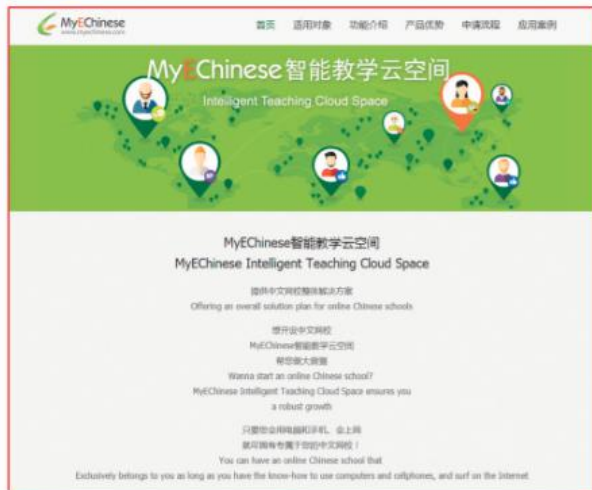 MyEChinese
www.myechinese.com
首页 适用对象 功能介绍 产品优势 申请流程 应用案例
MyEChinese智能教学云空间
Intelligent Teaching Cloud Space
MyEChinese智能教学云空间
MyEChinese Intelligent Teaching Cloud Space
提供中文网校整体解决方案
Offering an overall solution plan for online Chinese schools
想开设中文网校
MyEChinese智能教学云空间
帮您做大做强
Wanna start an online Chinese school?
MyEChinese Intelligent Teaching Cloud Space ensures you
a robust growth
只要您会用电脑和手机，会上网
就可拥有专属于您的中文网校！
You can have an online Chinese school that
Exclusively belongs to you as long as you have the know-how to use computers and cellphones, and surf on the Internet